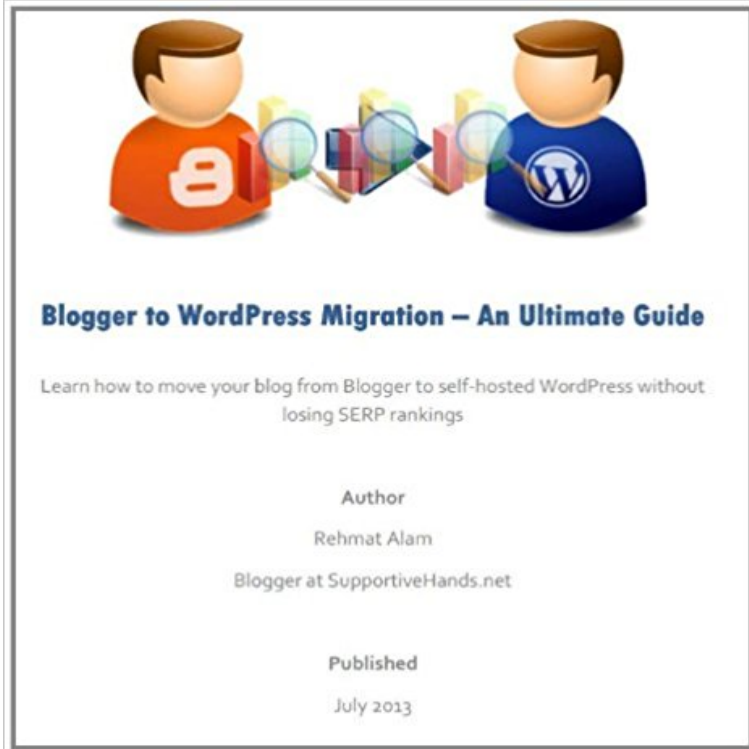 Blogger to WordPress Migration – An Ultimate Guide
Learn how to move your blog from Blogger to self-hosted WordPress without
losing SERP rankings
Author
Rehmat Alam
Blogger at SupportiveHands.net
Published
July 2013